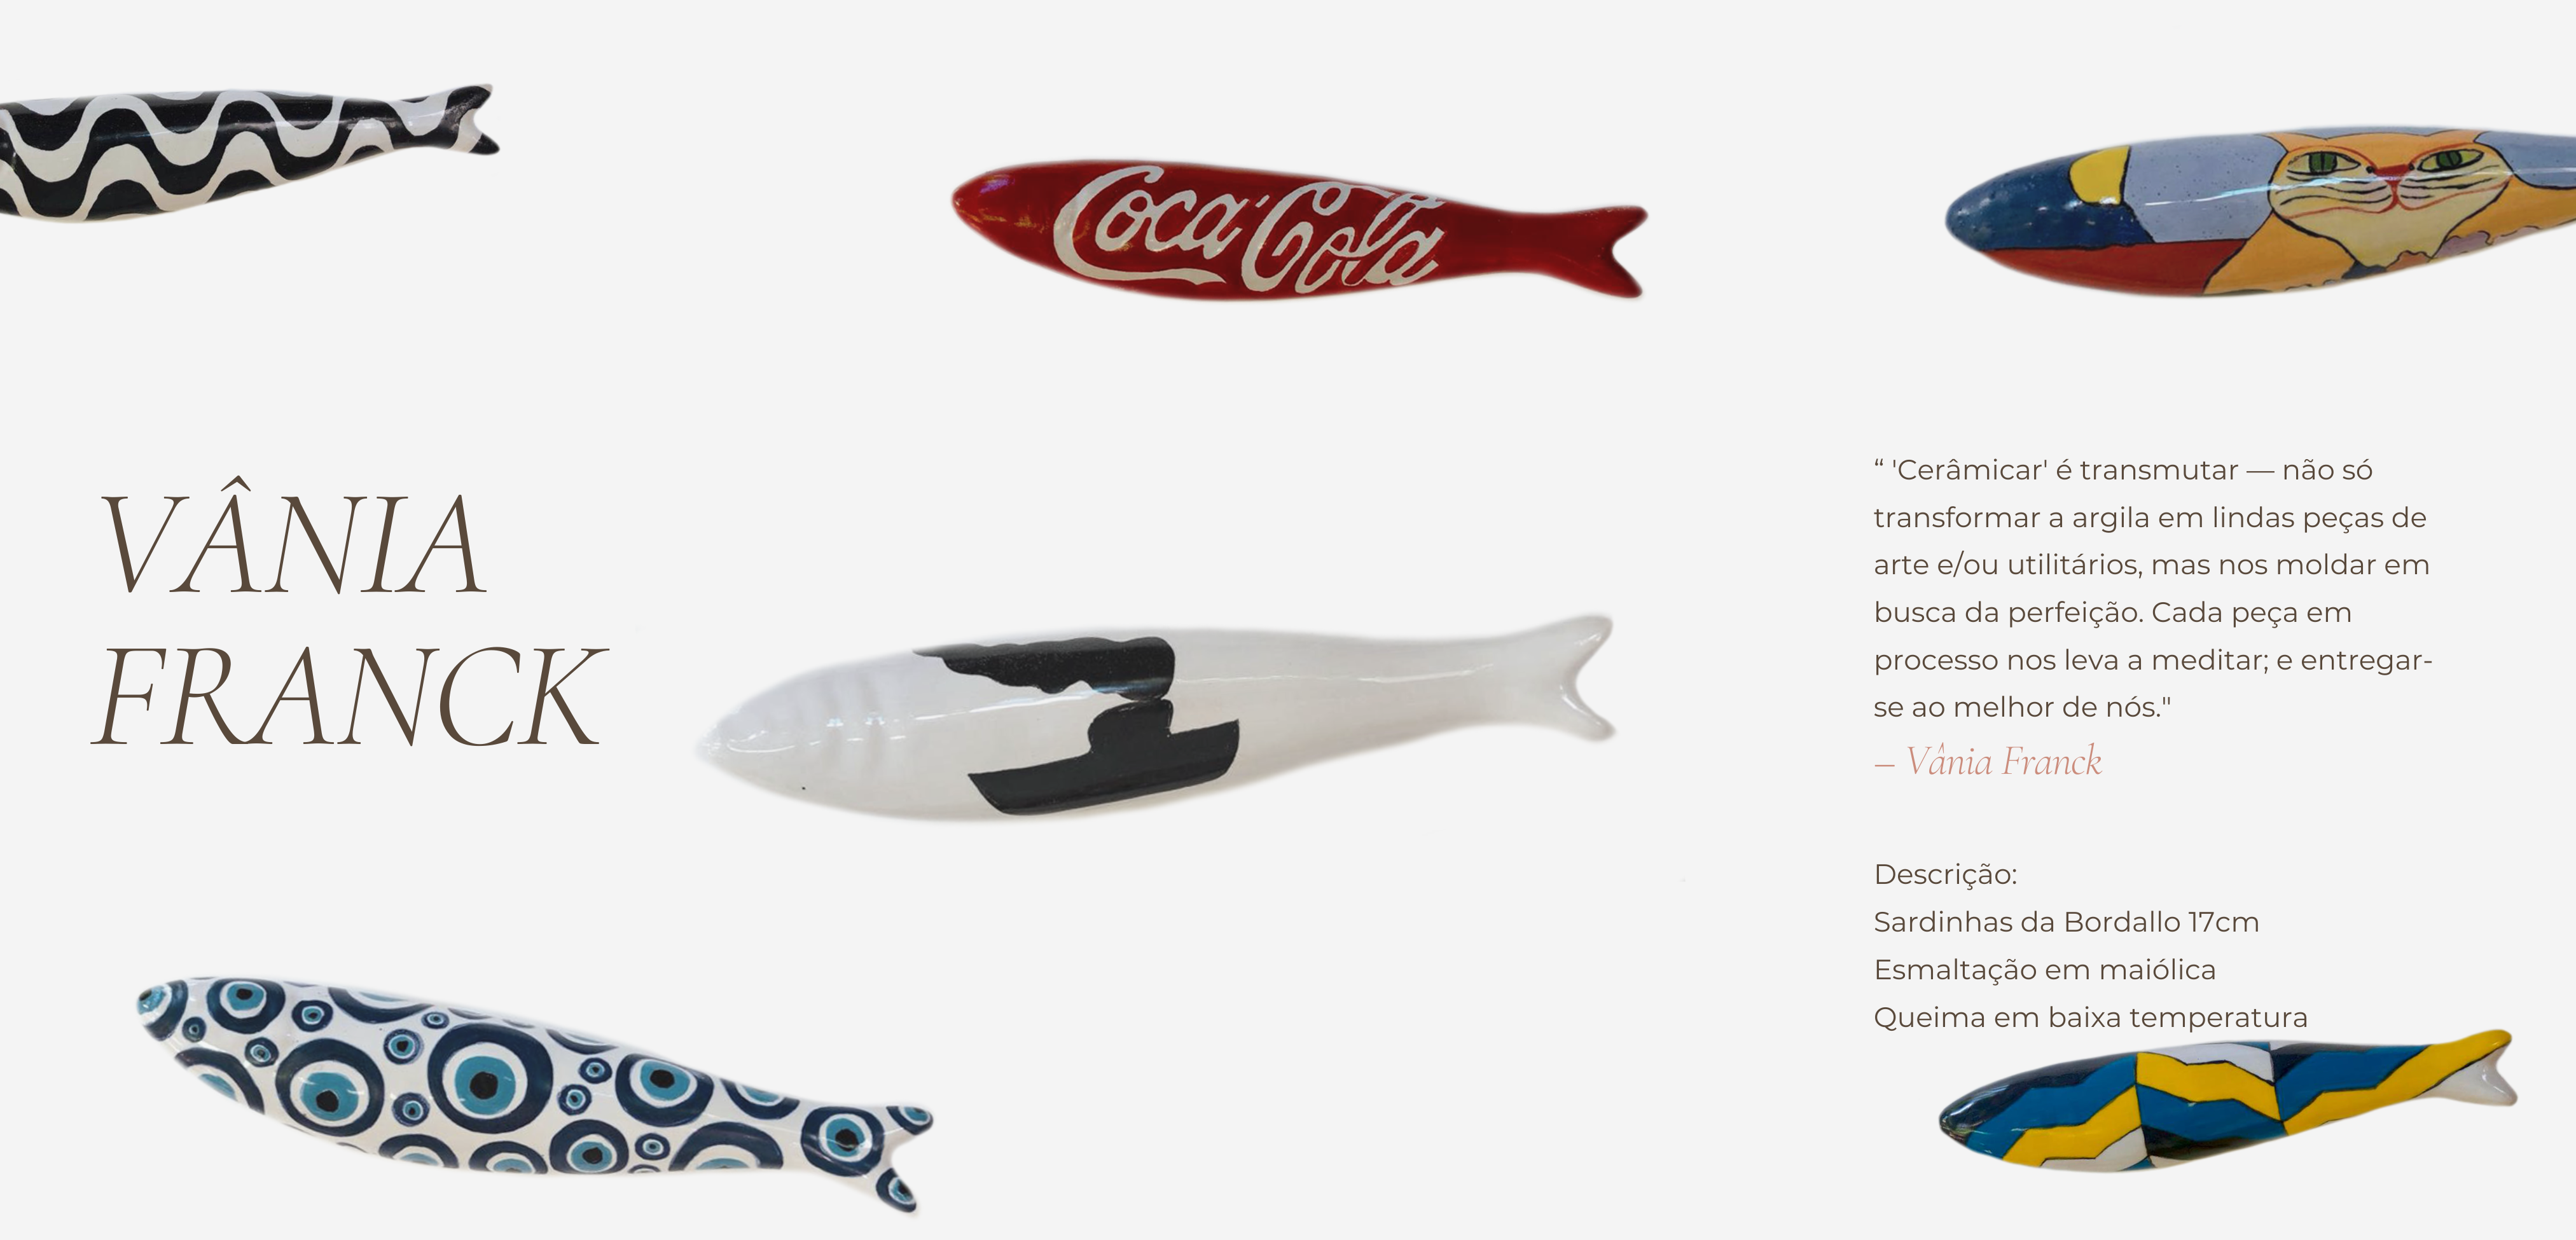 Coca-Cola
VÂNIA
FRANCK
“ 'Cerâmicar' é transmutar — não só
transformar a argila em lindas peças de
arte e/ou utilitários, mas nos moldar em
busca da perfeição. Cada peça em
processo nos leva a meditar; e entregar-
se ao melhor de nós."
– Vânia Franck
Descrição:
Sardinhas da Bordallo 17cm
Esmaltação em maiólica
Queima em baixa temperatura